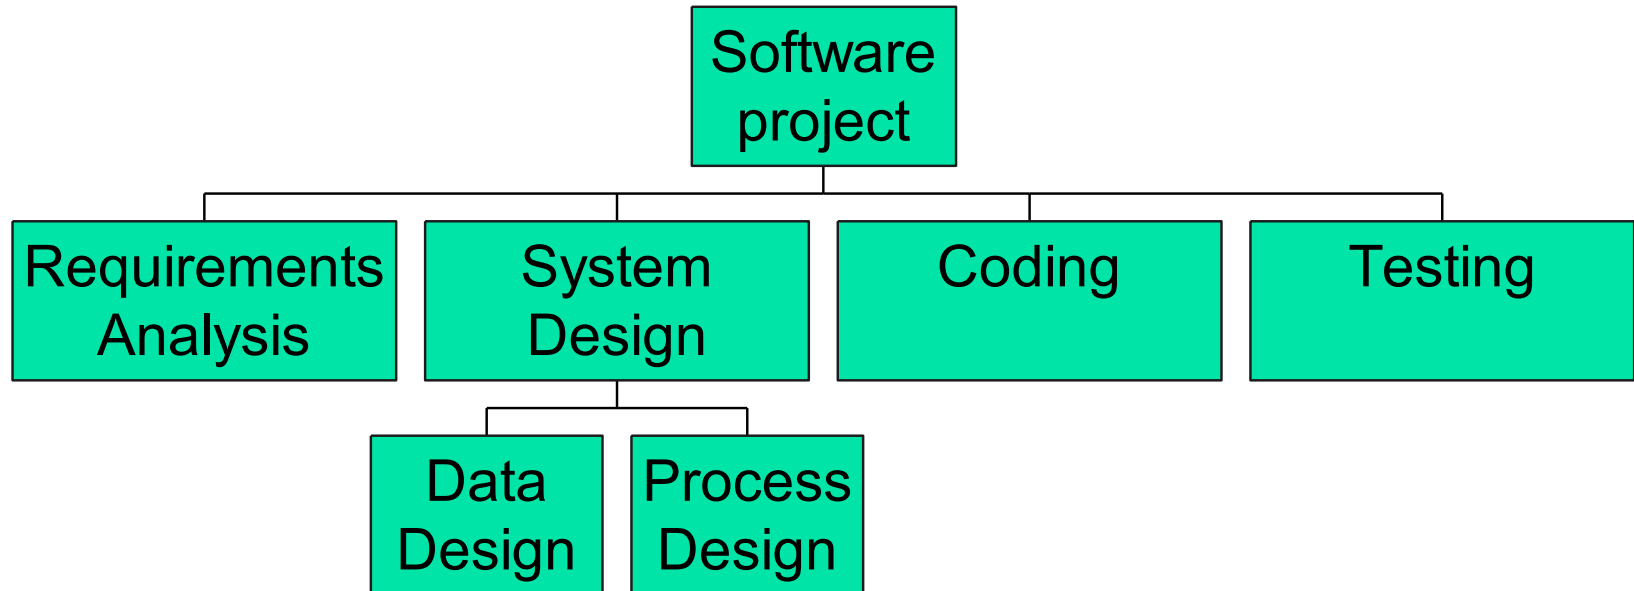 Software
project
Requirements
Analysis
System
Design
Coding
Testing
Data
Design
Process
Design